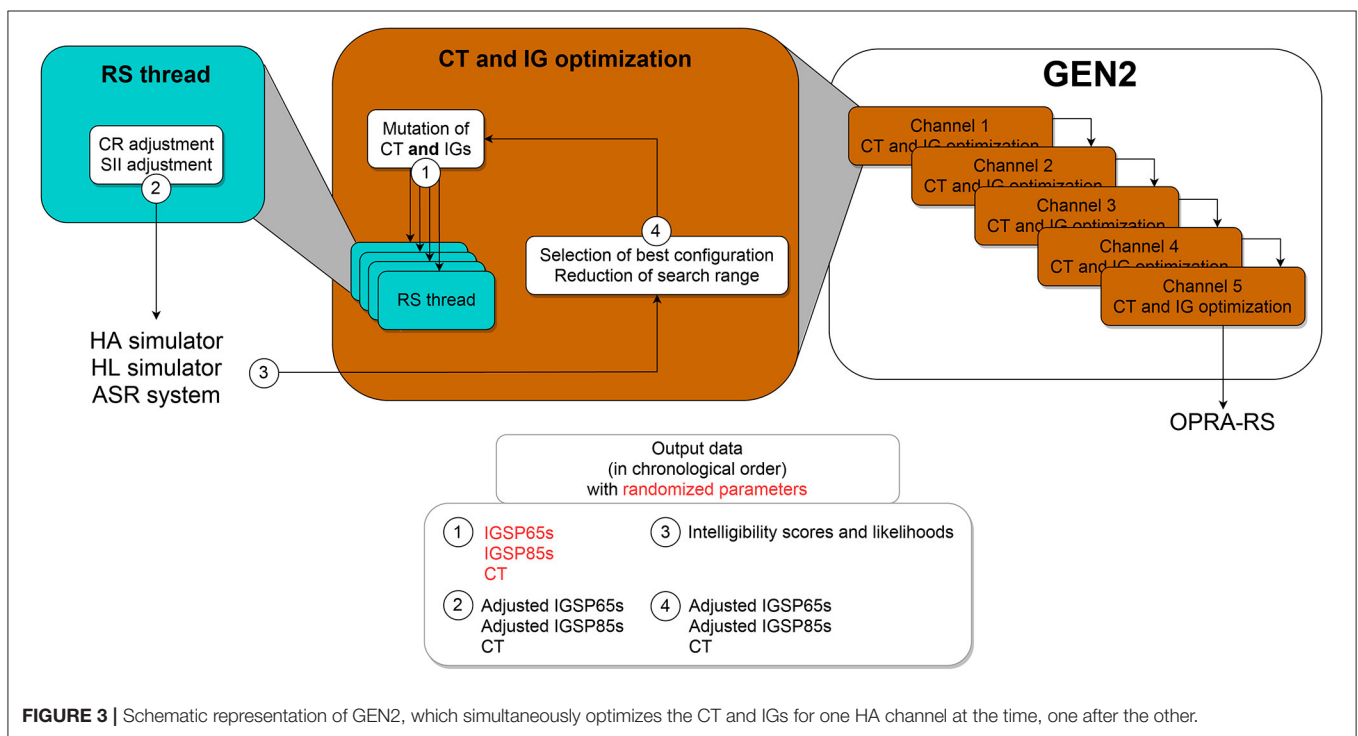 RS thread
CR adjustment
SII adjustment
2
HA simulator
HL simulator
ASR system
3
CT and IG optimization
Mutation of
CT and IGs
1
4
Selection of best configuration
Reduction of search range
RS thread
GEN2
Channel 1
CT and IG optimization
Channel 2
CT and IG optimization
Channel 3
CT and IG optimization
Channel 4
CT and IG optimization
Channel 5
CT and IG optimization
OPRA-RS
Output data
(in chronological order)
with randomized parameters
1 IGSP65s
IGSP85s
CT
2 Adjusted IGSP65s
Adjusted IGSP85s
CT
3 Intelligibility scores and likelihoods
4 Adjusted IGSP65s
Adjusted IGSP85s
CT
FIGURE 3 | Schematic representation of GEN2, which simultaneously optimizes the CT and IGs for one HA channel at the time, one after the other.